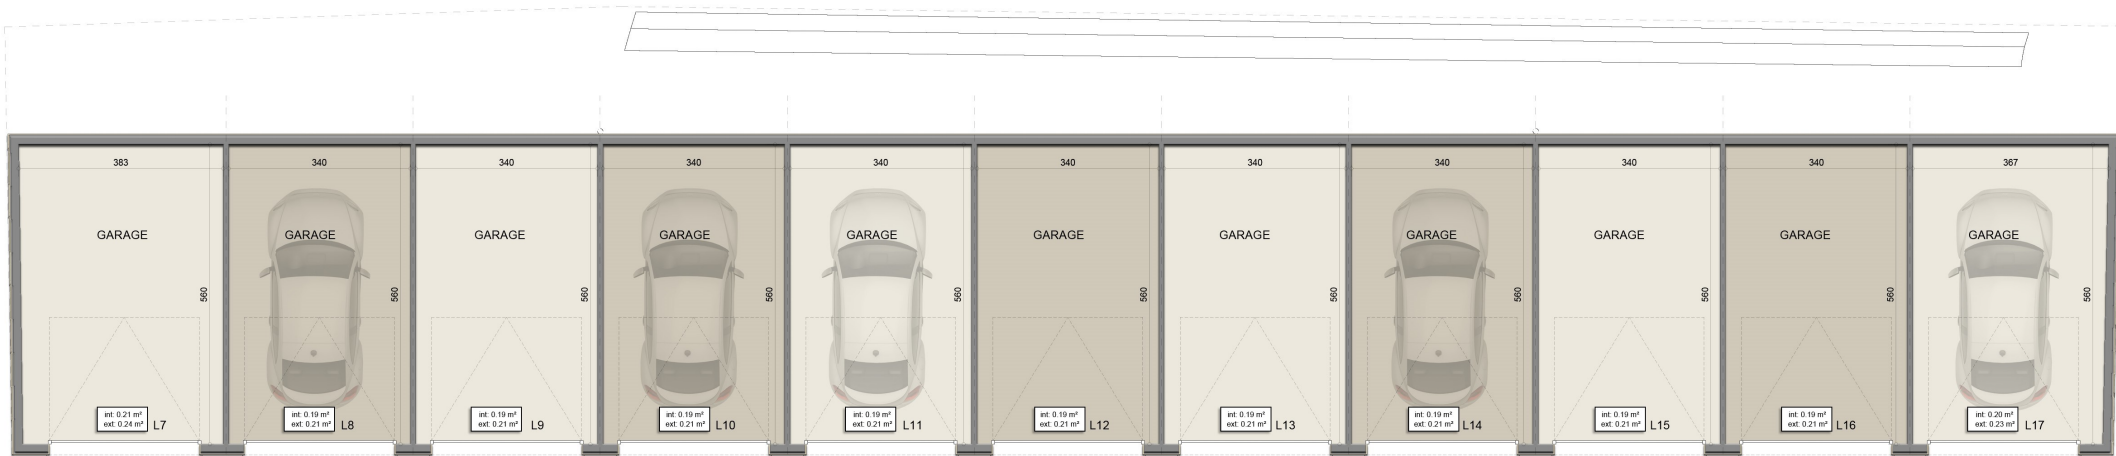 383
340
340
340
340
340
340
340
340
340
367
GARAGE
GARAGE
GARAGE
GARAGE
GARAGE
GARAGE
GARAGE
GARAGE
GARAGE
GARAGE
GARAGE
560
560
560
560
560
560
560
560
560
560
560
int: 0.21 m²
ext: 0.24 m²
L7
int: 0.19 m²
ext: 0.21 m²
L8
int: 0.19 m²
ext: 0.21 m²
L9
int: 0.19 m²
ext: 0.21 m²
L10
int: 0.19 m²
ext: 0.21 m²
L11
int: 0.19 m²
ext: 0.21 m²
L12
int: 0.19 m²
ext: 0.21 m²
L13
int: 0.19 m²
ext: 0.21 m²
L14
int: 0.19 m²
ext: 0.21 m²
L15
int: 0.19 m²
ext: 0.21 m²
L16
int: 0.20 m²
ext: 0.23 m²
L17